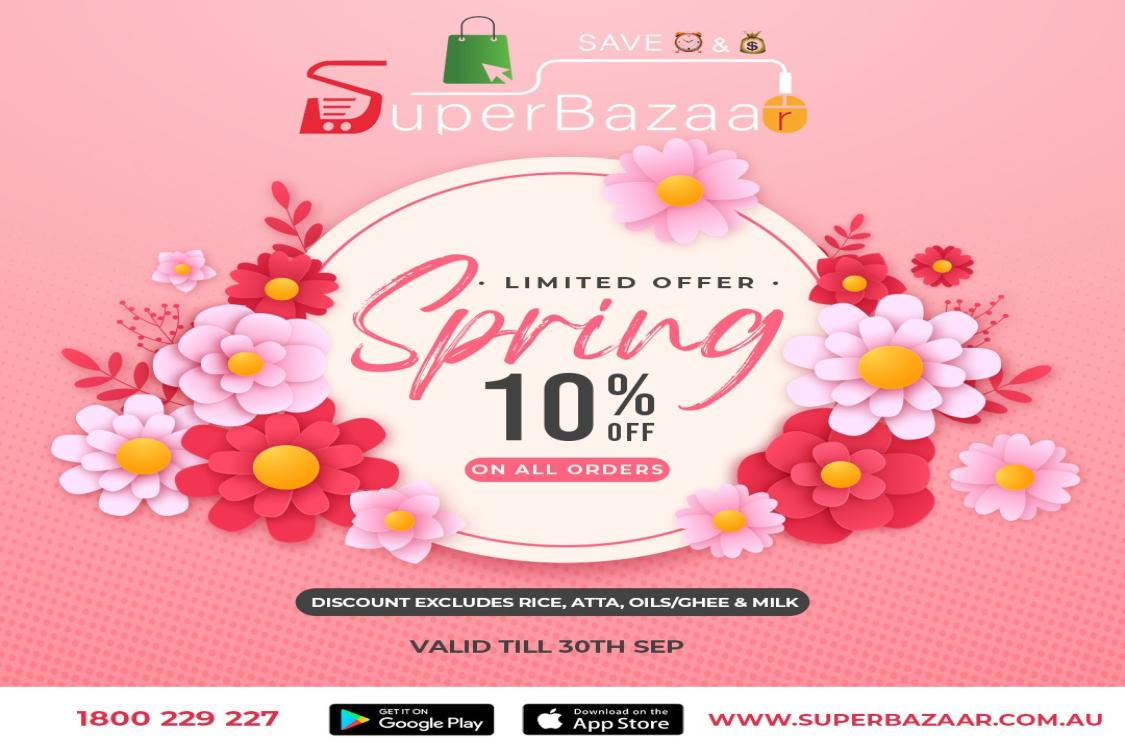 SAVE &
SuperBazaar
· LIMITED OFFER ·
Spring
10%
OFF
ON ALL ORDERS
DISCOUNT EXCLUDES RICE, ATTA, OILS/GHEE & MILK
VALID TILL 30TH SEP
1800 229 227
GET IT ON
Google Play
Download on the
App Store
WWW.SUPERBAZAAR.COM.AU